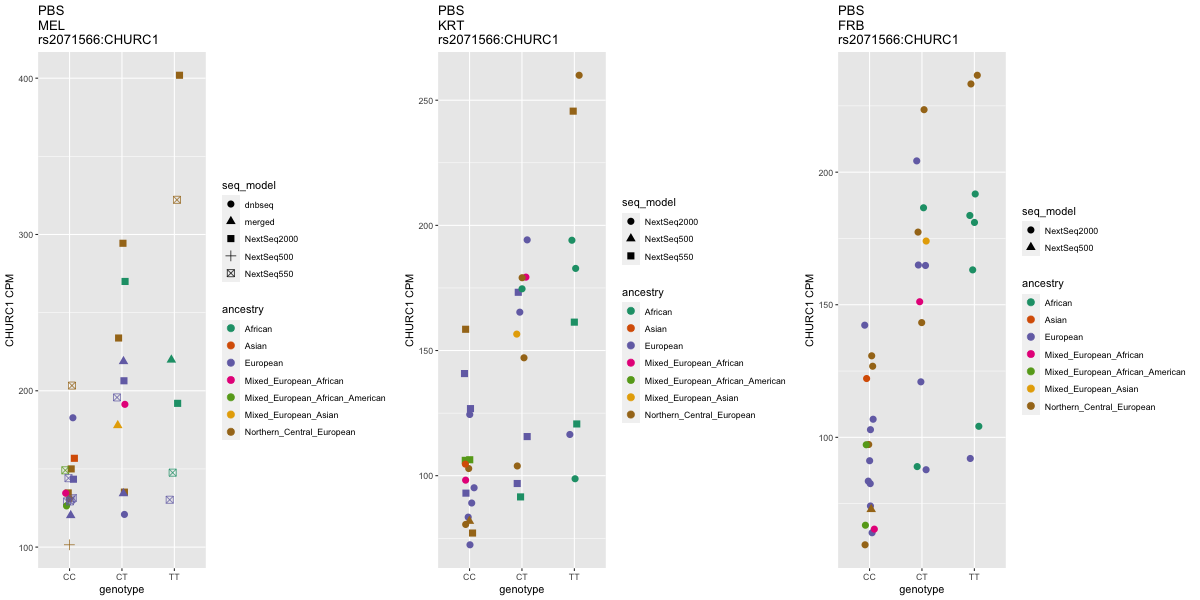 PBS
MEL
rs2071566:CHURC1
400
300
200
100
CHURC1 CPM
CC
CT
TT
genotype
seq_model
dnbseq
merged
NextSeq2000
NextSeq500
NextSeq550
ancestry
African
Asian
European
Mixed_European_African
Mixed_European_African_American
Mixed_European_Asian
Northern_Central_European
PBS
KRT
rs2071566:CHURC1
250
200
150
100
CHURC1 CPM
CC
CT
TT
genotype
seq_model
NextSeq2000
NextSeq500
NextSeq550
ancestry
African
Asian
European
Mixed_European_African
Mixed_European_African_American
Mixed_European_Asian
Northern_Central_European
PBS
FRB
rs2071566:CHURC1
200
150
100
CHURC1 CPM
CC
CT
TT
genotype
seq_model
NextSeq2000
NextSeq500
ancestry
African
Asian
European
Mixed_European_African
Mixed_European_African_American
Mixed_European_Asian
Northern_Central_European